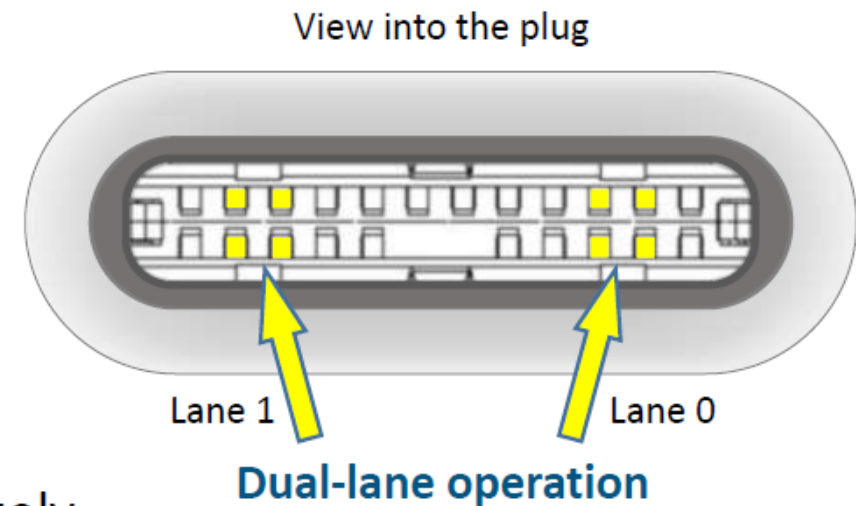 View into the plug
Lane 1
Lane 0
Dual-lane operation